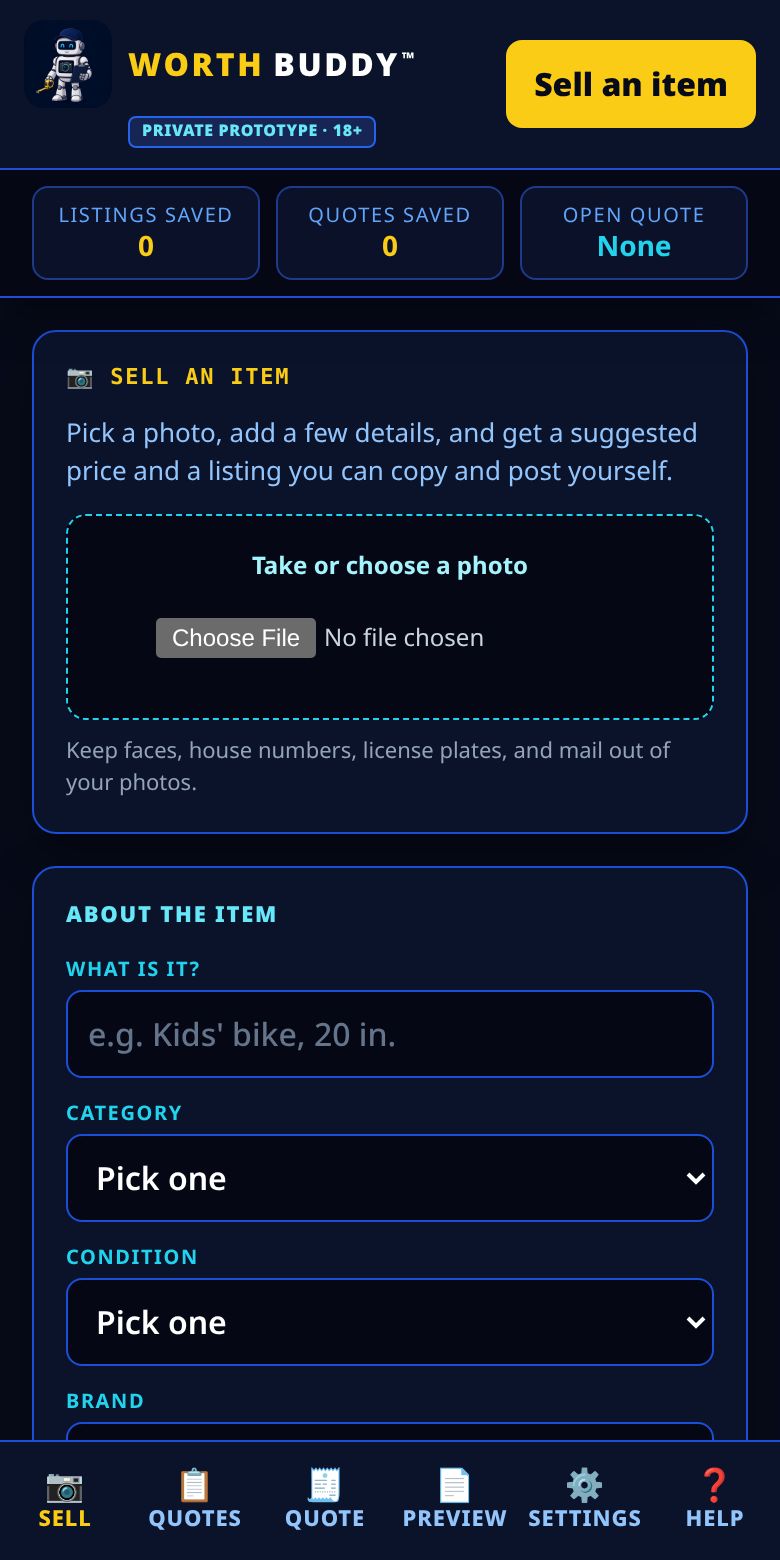 WORTH BUDDY™
Sell an item
PRIVATE PROTOTYPE · 18+
LISTINGS SAVED
0
QUOTES SAVED
0
OPEN QUOTE
None
SELL AN ITEM
Pick a photo, add a few details, and get a suggested
price and a listing you can copy and post yourself.
Take or choose a photo
Choose File No file chosen
Keep faces, house numbers, license plates, and mail out of
your photos.
ABOUT THE ITEM
WHAT IS IT?
e.g. Kids' bike, 20 in.
CATEGORY
Pick one
CONDITION
Pick one
BRAND
SELL
QUOTES
QUOTE
PREVIEW
SETTINGS
HELP